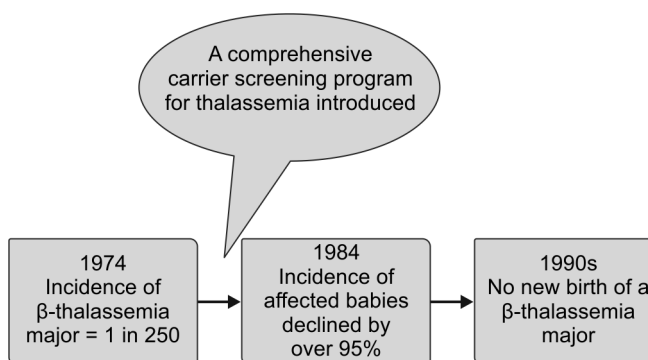 A comprehensive
carrier screening program
for thalassemia introduced
1974
Incidence of
β-thalassemia
major = 1 in 250
1984
Incidence of
affected babies
declined by
over 95%
1990s
No new birth of a
β-thalassemia
major